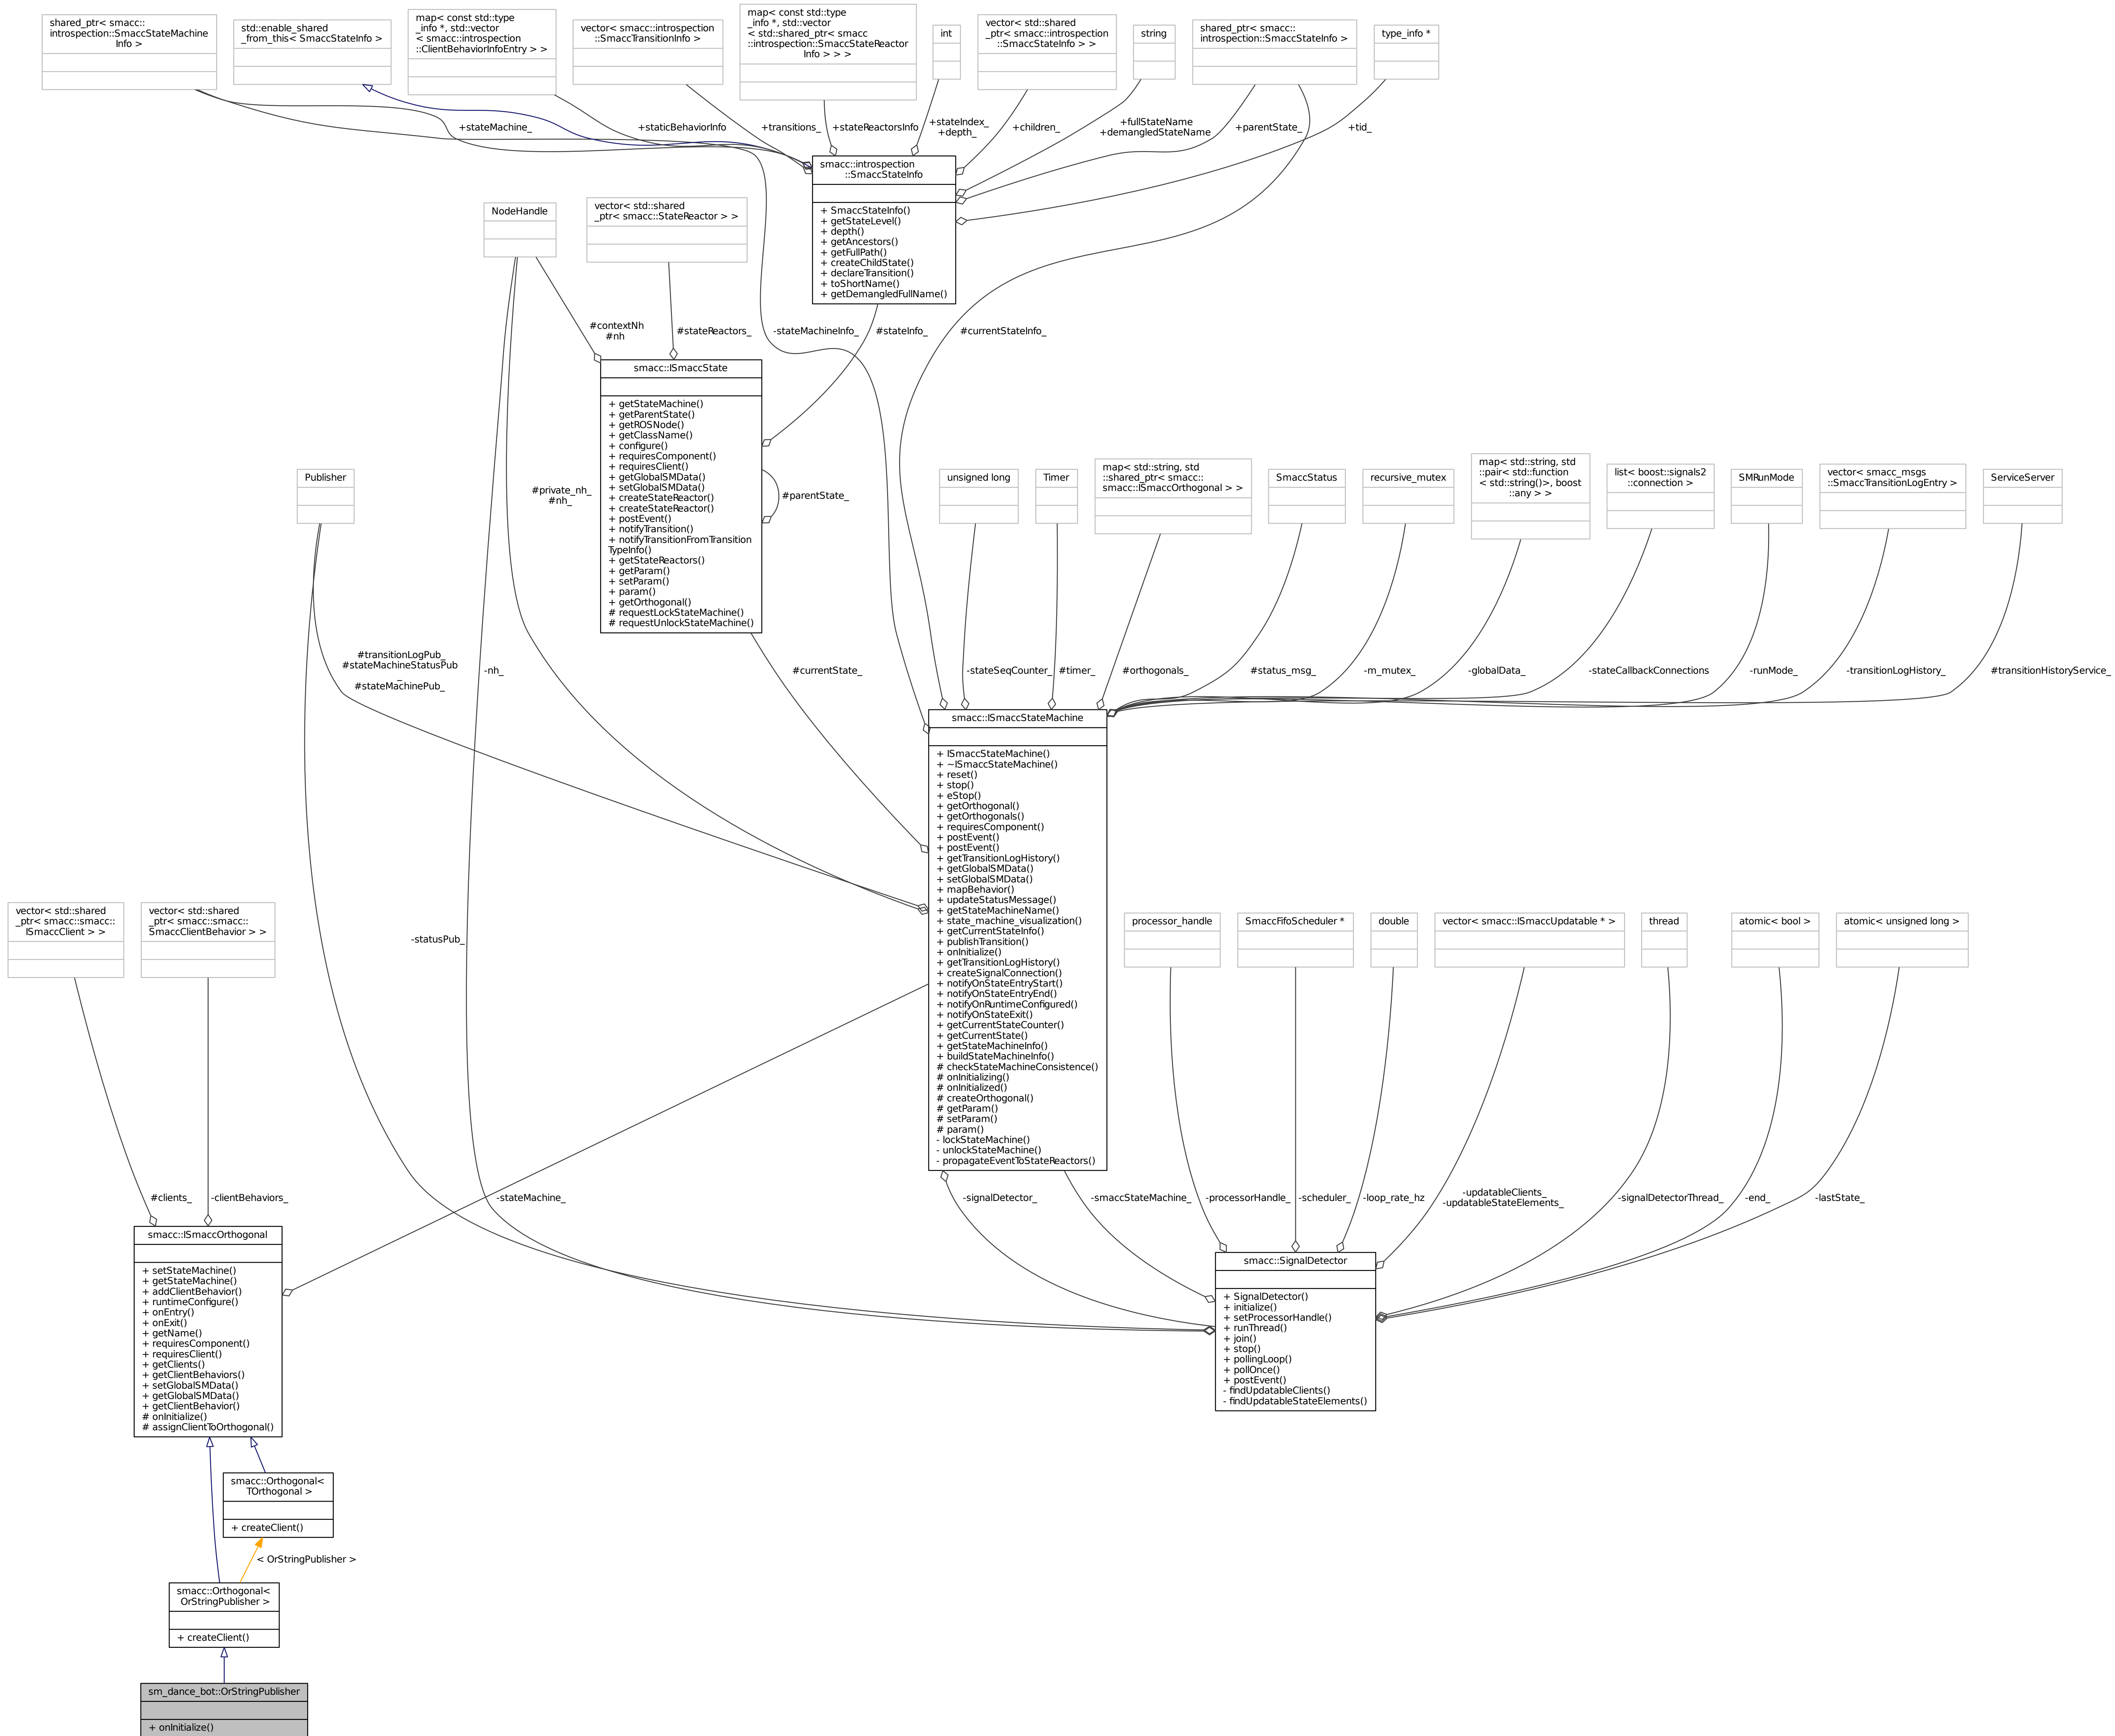 shared_ptr< smacc::
introspection::SmaccStateMachine
Info >
std::enable_shared
_from_this< SmaccStateInfo >
map< const std::type
_info *, std::vector
< smacc::introspection
::ClientBehaviorInfoEntry > >
vector< smacc::introspection
::SmaccTransitionInfo >
map< const std::type
_info *, std::vector
< std::shared_ptr< smacc
::introspection::SmaccStateReactor
Info > > >
int
vector< std::shared
_ptr< smacc::introspection
::SmaccStateInfo > >
string
shared_ptr< smacc::
introspection::SmaccStateInfo >
type_info *
+stateMachine_
+staticBehaviorInfo
+transitions_
+stateReactorsInfo
+stateIndex_
+depth_
+children_
+fullStateName
+demangledStateName
+parentState_
+tid_
smacc::introspection
::SmaccStateInfo
+ SmaccStateInfo()
+ getStateLevel()
+ depth()
+ getAncestors()
+ getFullPath()
+ createChildState()
+ declareTransition()
+ toShortName()
+ getDemangledFullName()
NodeHandle
vector< std::shared
_ptr< smacc::StateReactor > >
#contextNh
#nh
#stateReactors_
-stateMachineInfo_
#stateInfo_
#currentStateInfo_
smacc::ISmaccState
+ getStateMachine()
+ getParentState()
+ getROSNode()
+ getClassName()
+ configure()
+ requiresComponent()
+ requiresClient()
+ getGlobalSMData()
+ setGlobalSMData()
+ createStateReactor()
+ createStateReactor()
+ postEvent()
+ notifyTransition()
+ notifyTransitionFromTransition
TypeInfo()
+ getStateReactors()
+ getParam()
+ setParam()
+ param()
+ getOrthogonal()
# requestLockStateMachine()
# requestUnlockStateMachine()
#parentState_
#private_nh_
#nh_
Publisher
unsigned long
Timer
map< std::string, std
::shared_ptr< smacc::
smacc::ISmaccOrthogonal > >
SmaccStatus
recursive_mutex
map< std::string, std
::pair< std::function
< std::string()>, boost
::any > >
list< boost::signals2
::connection >
SMRunMode
vector< smacc_msgs
::SmaccTransitionLogEntry >
ServiceServer
#transitionLogPub_
#stateMachineStatusPub
_
#stateMachinePub_
-nh_
#currentState_
-stateSeqCounter_
#timer_
#orthogonals_
#status_msg_
-m_mutex_
-globalData_
-stateCallbackConnections
-runMode_
-transitionLogHistory_
#transitionHistoryService_
smacc::ISmaccStateMachine
+ ISmaccStateMachine()
+ ~ISmaccStateMachine()
+ reset()
+ stop()
+ eStop()
+ getOrthogonal()
+ getOrthogonals()
+ requiresComponent()
+ postEvent()
+ postEvent()
+ getTransitionLogHistory()
+ getGlobalSMData()
+ setGlobalSMData()
+ mapBehavior()
+ updateStatusMessage()
+ getStateMachineName()
+ state_machine_visualization()
+ getCurrentStateInfo()
+ publishTransition()
+ onInitialize()
+ getTransitionLogHistory()
+ createSignalConnection()
+ notifyOnStateEntryStart()
+ notifyOnStateEntryEnd()
+ notifyOnRuntimeConfigured()
+ notifyOnStateExit()
+ getCurrentStateCounter()
+ getCurrentState()
+ getStateMachineInfo()
+ buildStateMachineInfo()
# checkStateMachineConsistence()
# onInitializing()
# onInitialized()
# createOrthogonal()
# getParam()
# setParam()
# param()
- lockStateMachine()
- unlockStateMachine()
- propagateEventToStateReactors()
vector< std::shared
_ptr< smacc::smacc::
ISmaccClient > >
vector< std::shared
_ptr< smacc::smacc::
SmaccClientBehavior > >
-statusPub_
processor_handle
SmaccFifoScheduler *
double
vector< smacc::ISmaccUpdatable * >
thread
atomic< bool >
atomic< unsigned long >
#clients_
-clientBehaviors_
-stateMachine_
-signalDetector_
-smaccStateMachine_
-processorHandle_
-scheduler_
-loop_rate_hz
-updatableClients_
-updatableStateElements_
-signalDetectorThread_
-end_
-lastState_
smacc::ISmaccOrthogonal
+ setStateMachine()
+ getStateMachine()
+ addClientBehavior()
+ runtimeConfigure()
+ onEntry()
+ onExit()
+ getName()
+ requiresComponent()
+ requiresClient()
+ getClients()
+ getClientBehaviors()
+ setGlobalSMData()
+ getGlobalSMData()
+ getClientBehavior()
# onInitialize()
# assignClientToOrthogonal()
smacc::SignalDetector
+ SignalDetector()
+ initialize()
+ setProcessorHandle()
+ runThread()
+ join()
+ stop()
+ pollingLoop()
+ pollOnce()
+ postEvent()
- findUpdatableClients()
- findUpdatableStateElements()
smacc::Orthogonal<
TOrthogonal >
+ createClient()
< OrStringPublisher >
smacc::Orthogonal<
OrStringPublisher >
+ createClient()
sm_dance_bot::OrStringPublisher
+ onInitialize()